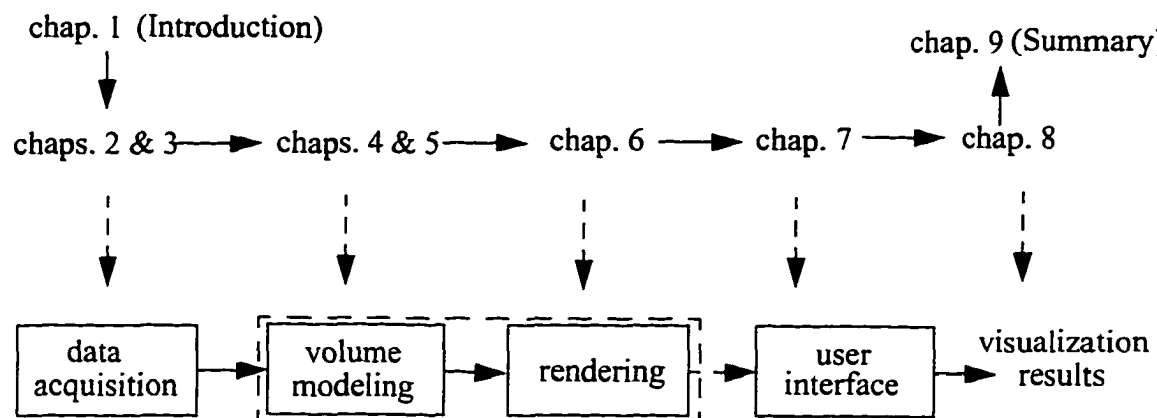 chap. 1 (Introduction)
chap. 9 (Summary)
chaps. 2 & 3
chaps. 4 & 5
chap. 6
chap. 7
chap. 8
data
acquisition
volume
modeling
rendering
user
interface
visualization
results